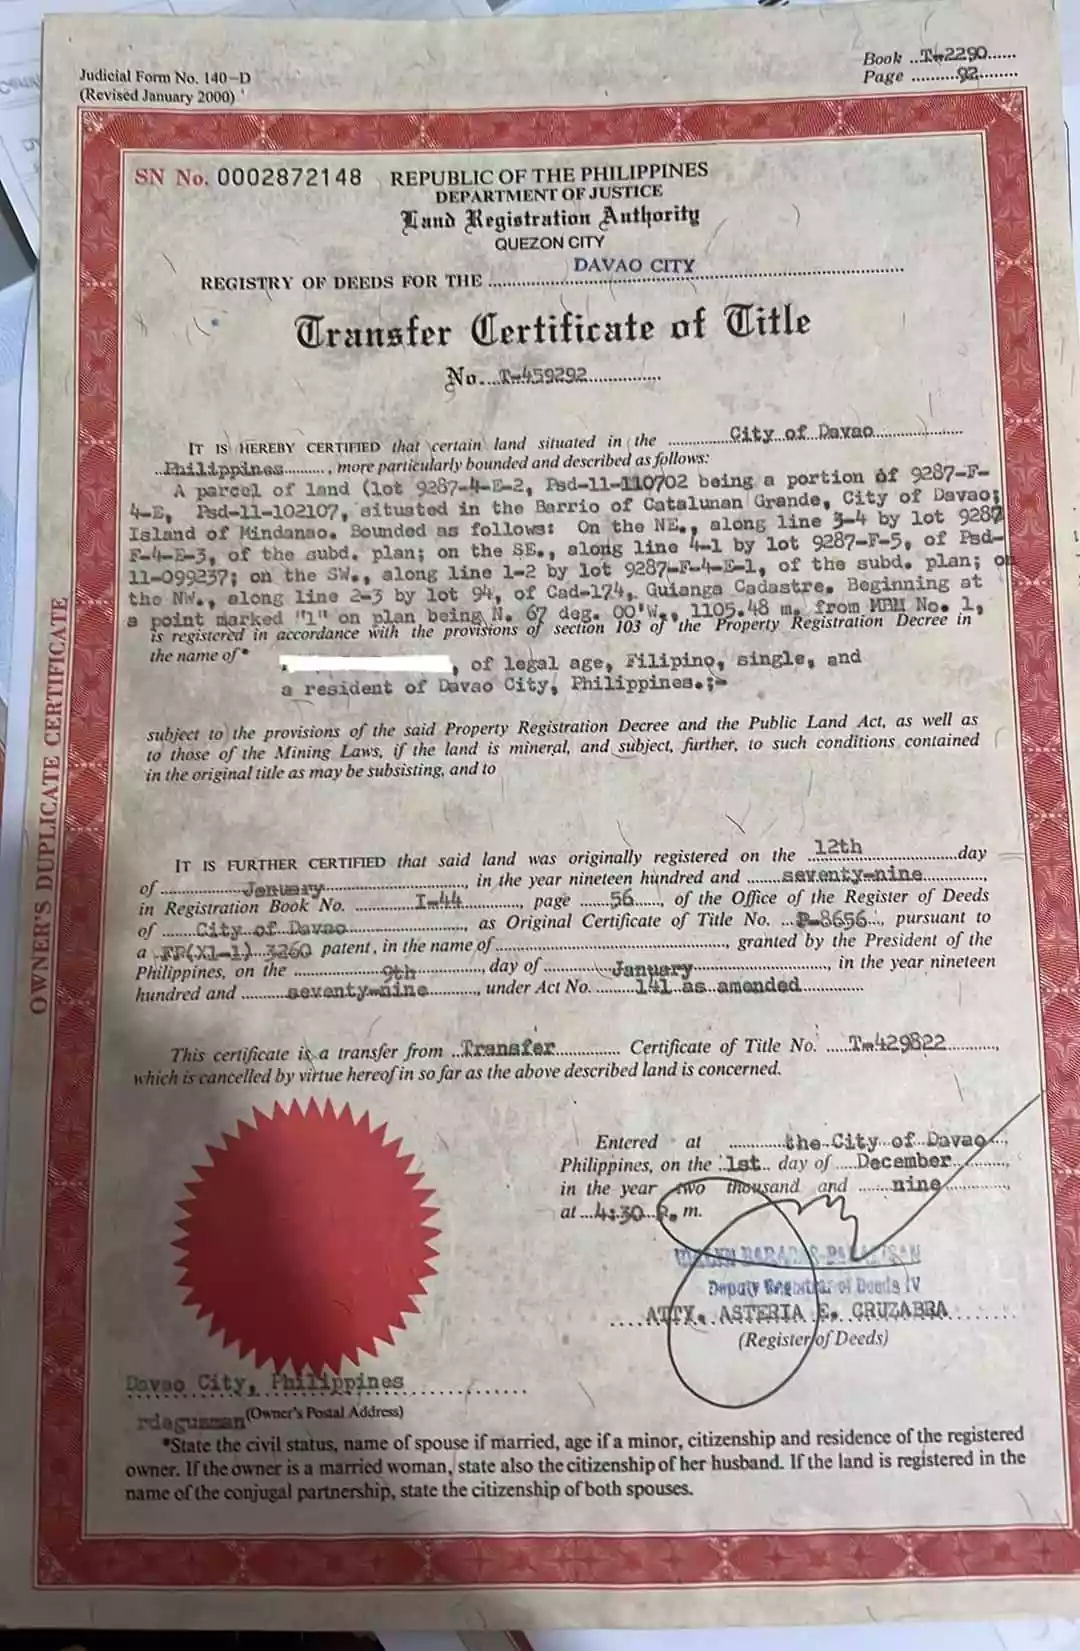 Judicial Form No. 140-D
(Revised January 2000)
Book ..T-2290......
Page .........92........
SN No. 0002872148
REPUBLIC OF THE PHILIPPINES
DEPARTMENT OF JUSTICE
Land Registration Authority
QUEZON CITY
REGISTRY OF DEEDS FOR THE ....DAVAO CITY....
Transfer Certificate of Title
No....T-459292...............
IT IS HEREBY CERTIFIED that certain land situated in the ............City of Davao..................
..Philippines.........., more particularly bounded and described as follows:
A parcel of land (lot 9287-4-E-2, Psd-11-110702 being a portion of 9287-F-
4-E, Psd-11-102107, situated in the Barrio of Catalunan Grande, City of Davao;
Island of Mindanao. Bounded as follows: On the NE., along line 3-4 by lot 9287
F-4-E-3, of the subd. plan; on the SE., along line 4-1 by lot 9287-F-5, of Psd-
11-099237; on the SW., along line 1-2 by lot 9287-F-4-E-1, of the subd. plan; on
the NW., along line 2-3 by lot 94, of Cad-174, Guianga Cadastre. Beginning at
a point marked "1" on plan being N. 67 deg. 00'W., 1105.48 m. from MBM No. 1,
is registered in accordance with the provisions of section 103 of the Property Registration Decree in
the name of*
, of legal age, Filipino, single, and
a resident of Davao City, Philippines.;-
subject to the provisions of the said Property Registration Decree and the Public Land Act, as well as
to those of the Mining Laws, if the land is mineral, and subject, further, to such conditions contained
in the original title as may be subsisting, and to
IT IS FURTHER CERTIFIED that said land was originally registered on the ..12th..............day
of ..............January........................, in the year nineteen hundred and .......seventy-nine.............,
in Registration Book No. ............I-44............, page ......56......, of the Office of the Register of Deeds
of .......City of Davao........................, as Original Certificate of Title No. ...P-8656..., pursuant to
a ..FP(XI-1) 3260 patent, in the name of........................................, granted by the President of the
Philippines, on the ...............9th..............., day of ...............January........................, in the year nineteen
hundred and ..........seventy-nine.........., under Act No. ........141 as amended...............
This certificate is a transfer from ..Transfer............. Certificate of Title No. .....T-429822...........,
which is cancelled by virtue hereof in so far as the above described land is concerned.
Entered at ............the City of Davao...,
Philippines, on the ..1st.. day of .....December..........,
in the year two thousand and .......nine..............
at ...4:30...P. m.
Deputy Registrar of Deeds IV
....ATTY. ASTERIA E. CRUZABRA..........
(Register of Deeds)
Davao City, Philippines
(Owner's Postal Address)
rdaguzman
*State the civil status, name of spouse if married, age if a minor, citizenship and residence of the registered
owner. If the owner is a married woman, state also the citizenship of her husband. If the land is registered in the
name of the conjugal partnership, state the citizenship of both spouses.
OWNER'S DUPLICATE CERTIFICATE